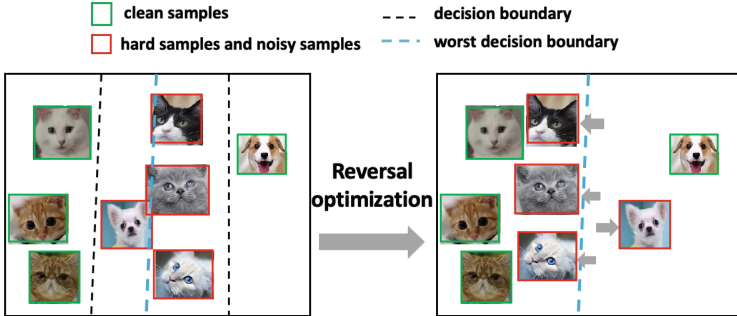 clean samples
decision boundary
hard samples and noisy samples
worst decision boundary
Reversal
optimization